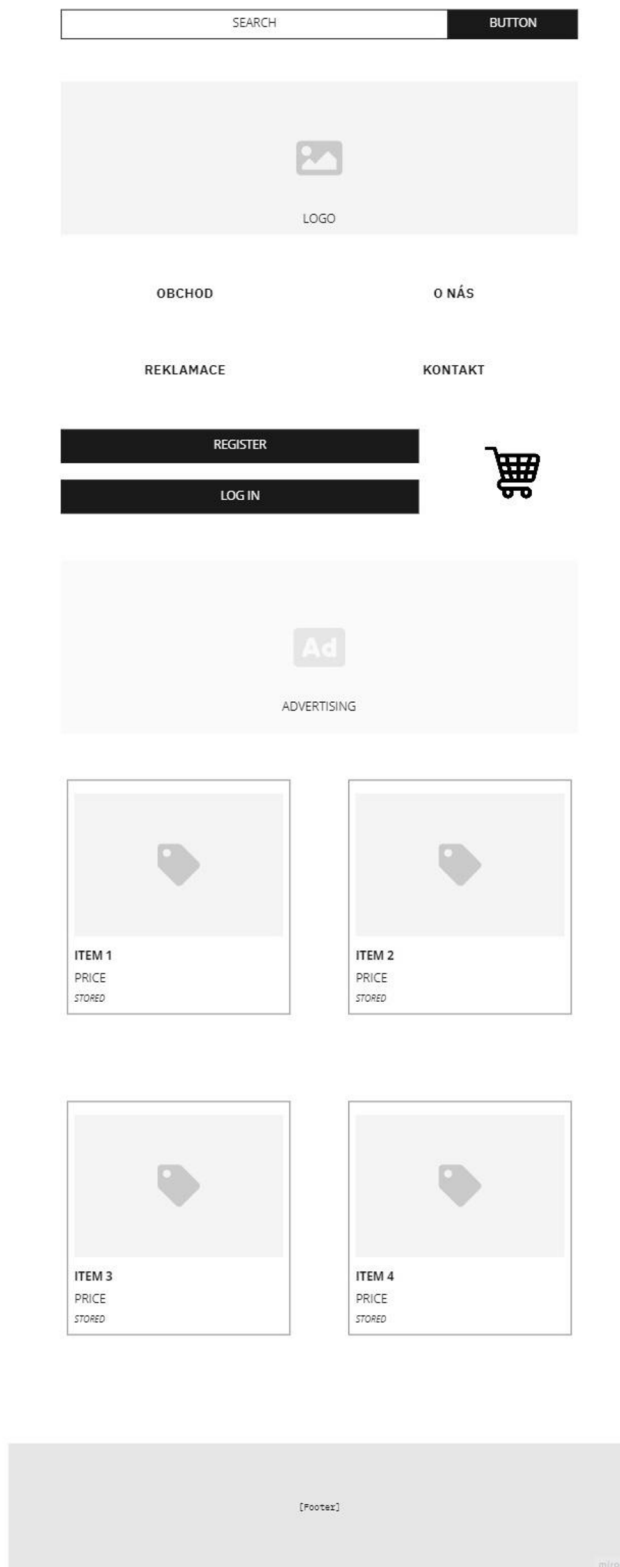 SEARCH BUTTON
LOGO
OBCHOD O NÁS
REKLAMACE KONTAKT
REGISTER
LOG IN
Ad
ADVERTISING
ITEM 1 ITEM 2
PRICE PRICE
STORED STORED
ITEM 3 ITEM 4
PRICE PRICE
STORED STORED
[Footer]
miro